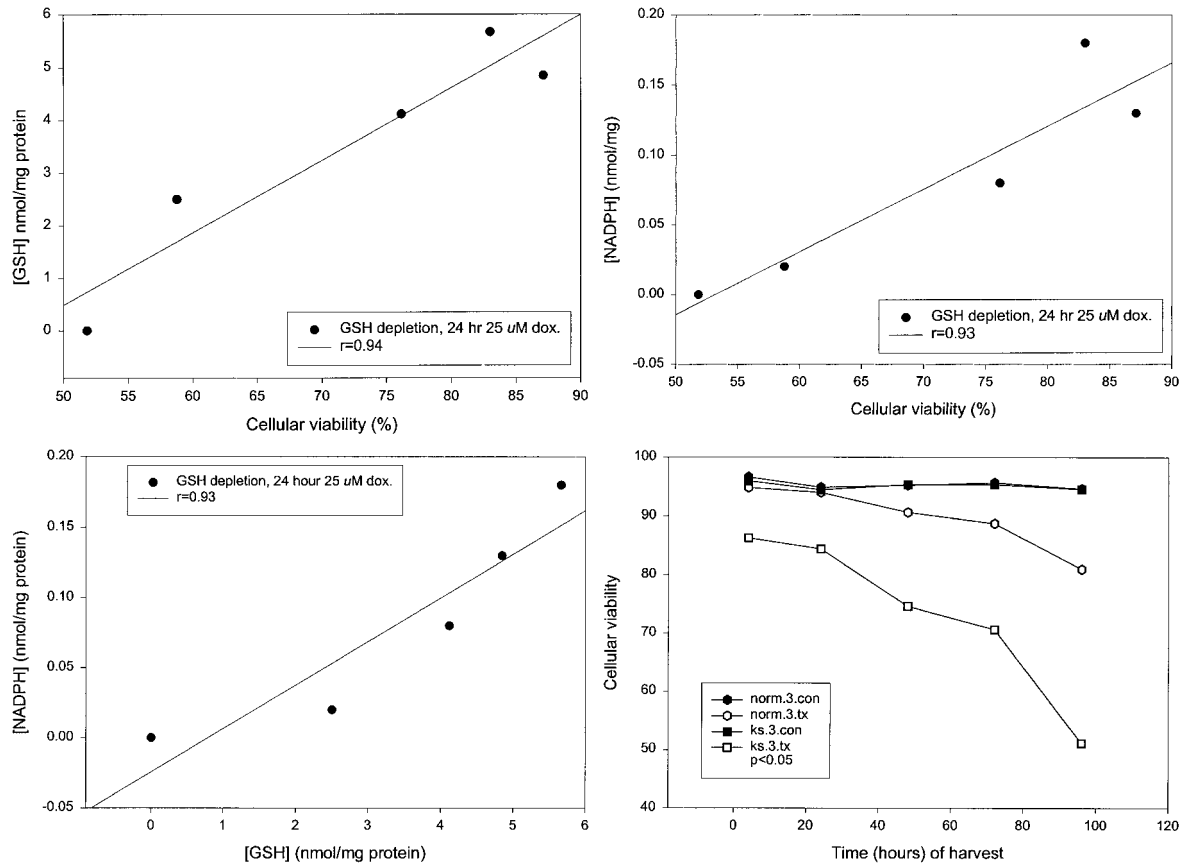 6
5
4
3
2
1
0
[GSH] nmol/mg protein
GSH depletion, 24 hr 25 uM dox.
r=0.94
50 55 60 65 70 75 80 85 90
Cellular viability (%)
0.20
0.15
0.10
0.05
0.00
-0.05
[NADPH] (nmol/mg)
GSH depletion, 24 hr 25 uM dox.
r=0.93
50 55 60 65 70 75 80 85 90
Cellular viability (%)
0.20
0.15
0.10
0.05
0.00
-0.05
[NADPH] (nmol/mg protein)
GSH depletion, 24 hour 25 uM dox.
r=0.93
0 1 2 3 4 5 6
[GSH] (nmol/mg protein)
100
90
80
70
60
50
40
Cellular viability
norm.3.con
norm.3.tx
ks.3.con
ks.3.tx
p<0.05
0 20 40 60 80 100 120
Time (hours) of harvest